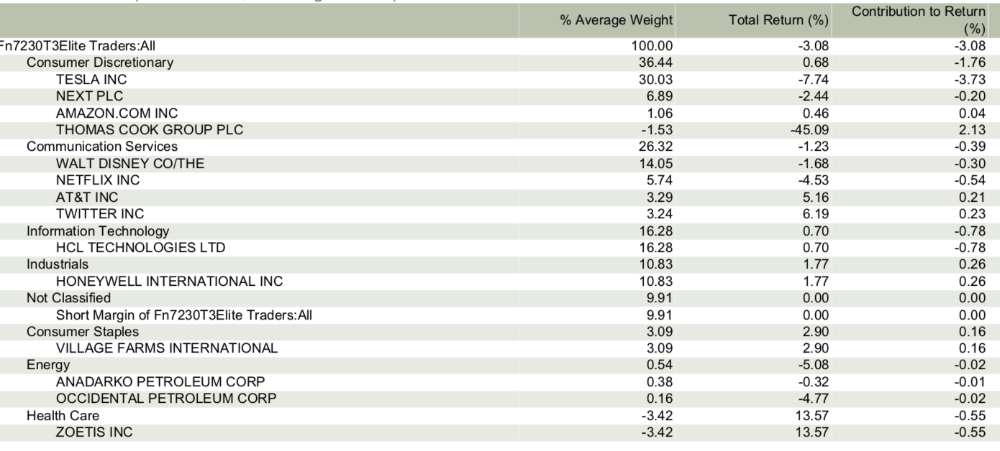 % Average Weight Total Return (%) Contribution to Return
(%)
Fn7230T3Elite Traders:All 100.00 -3.08 -3.08
Consumer Discretionary 36.44 0.68 -1.76
TESLA INC 30.03 -7.74 -3.73
NEXT PLC 6.89 -2.44 -0.20
AMAZON.COM INC 1.06 0.46 0.04
THOMAS COOK GROUP PLC -1.53 -45.09 2.13
Communication Services 26.32 -1.23 -0.39
WALT DISNEY CO/THE 14.05 -1.68 -0.30
NETFLIX INC 5.74 -4.53 -0.54
AT&T INC 3.29 5.16 0.21
TWITTER INC 3.24 6.19 0.23
Information Technology 16.28 0.70 -0.78
HCL TECHNOLOGIES LTD 16.28 0.70 -0.78
Industrials 10.83 1.77 0.26
HONEYWELL INTERNATIONAL INC 10.83 1.77 0.26
Not Classified 9.91 0.00 0.00
Short Margin of Fn7230T3Elite Traders:All 9.91 0.00 0.00
Consumer Staples 3.09 2.90 0.16
VILLAGE FARMS INTERNATIONAL 3.09 2.90 0.16
Energy 0.54 -5.08 -0.02
ANADARKO PETROLEUM CORP 0.38 -0.32 -0.01
OCCIDENTAL PETROLEUM CORP 0.16 -4.77 -0.02
Health Care -3.42 13.57 -0.55
ZOETIS INC -3.42 13.57 -0.55